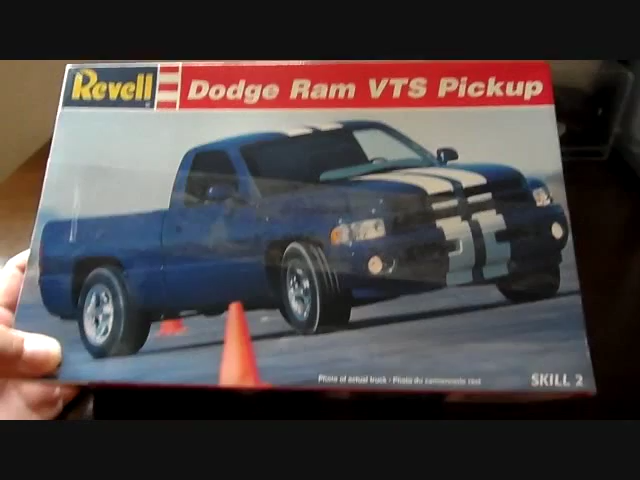 Revell
Dodge Ram VTS Pickup
Photo of actual truck • Photo du camionnette réel
SKILL 2